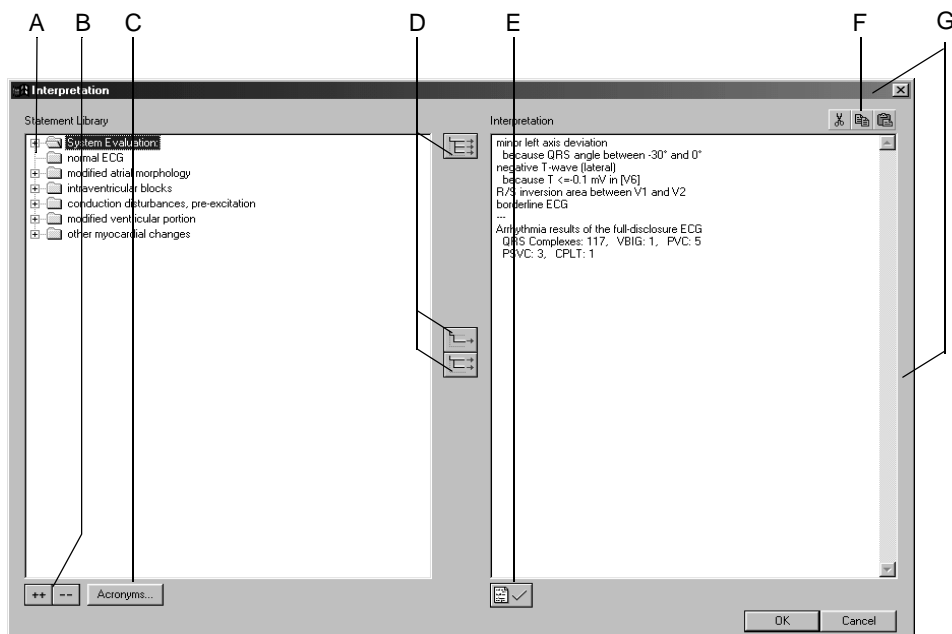 A B C D E F G
Interpretation
Statement Library
Interpretation
System Evaluation:
normal ECG
modified atrial morphology
intraventricular blocks
conduction disturbances, pre-excitation
modified ventricular portion
other myocardial changes
minor left axis deviation
because QRS angle between -30° and 0°
negative T-wave (lateral)
because T <=-0.1 mV in [V6]
R/S inversion area between V1 and V2
borderline ECG
---
Arrhythmia results of the full-disclosure ECG
QRS Complexes: 117, VBIG: 1, PVC: 5
PSVC: 3, CPLT: 1
++ -- Acronyms...
OK Cancel